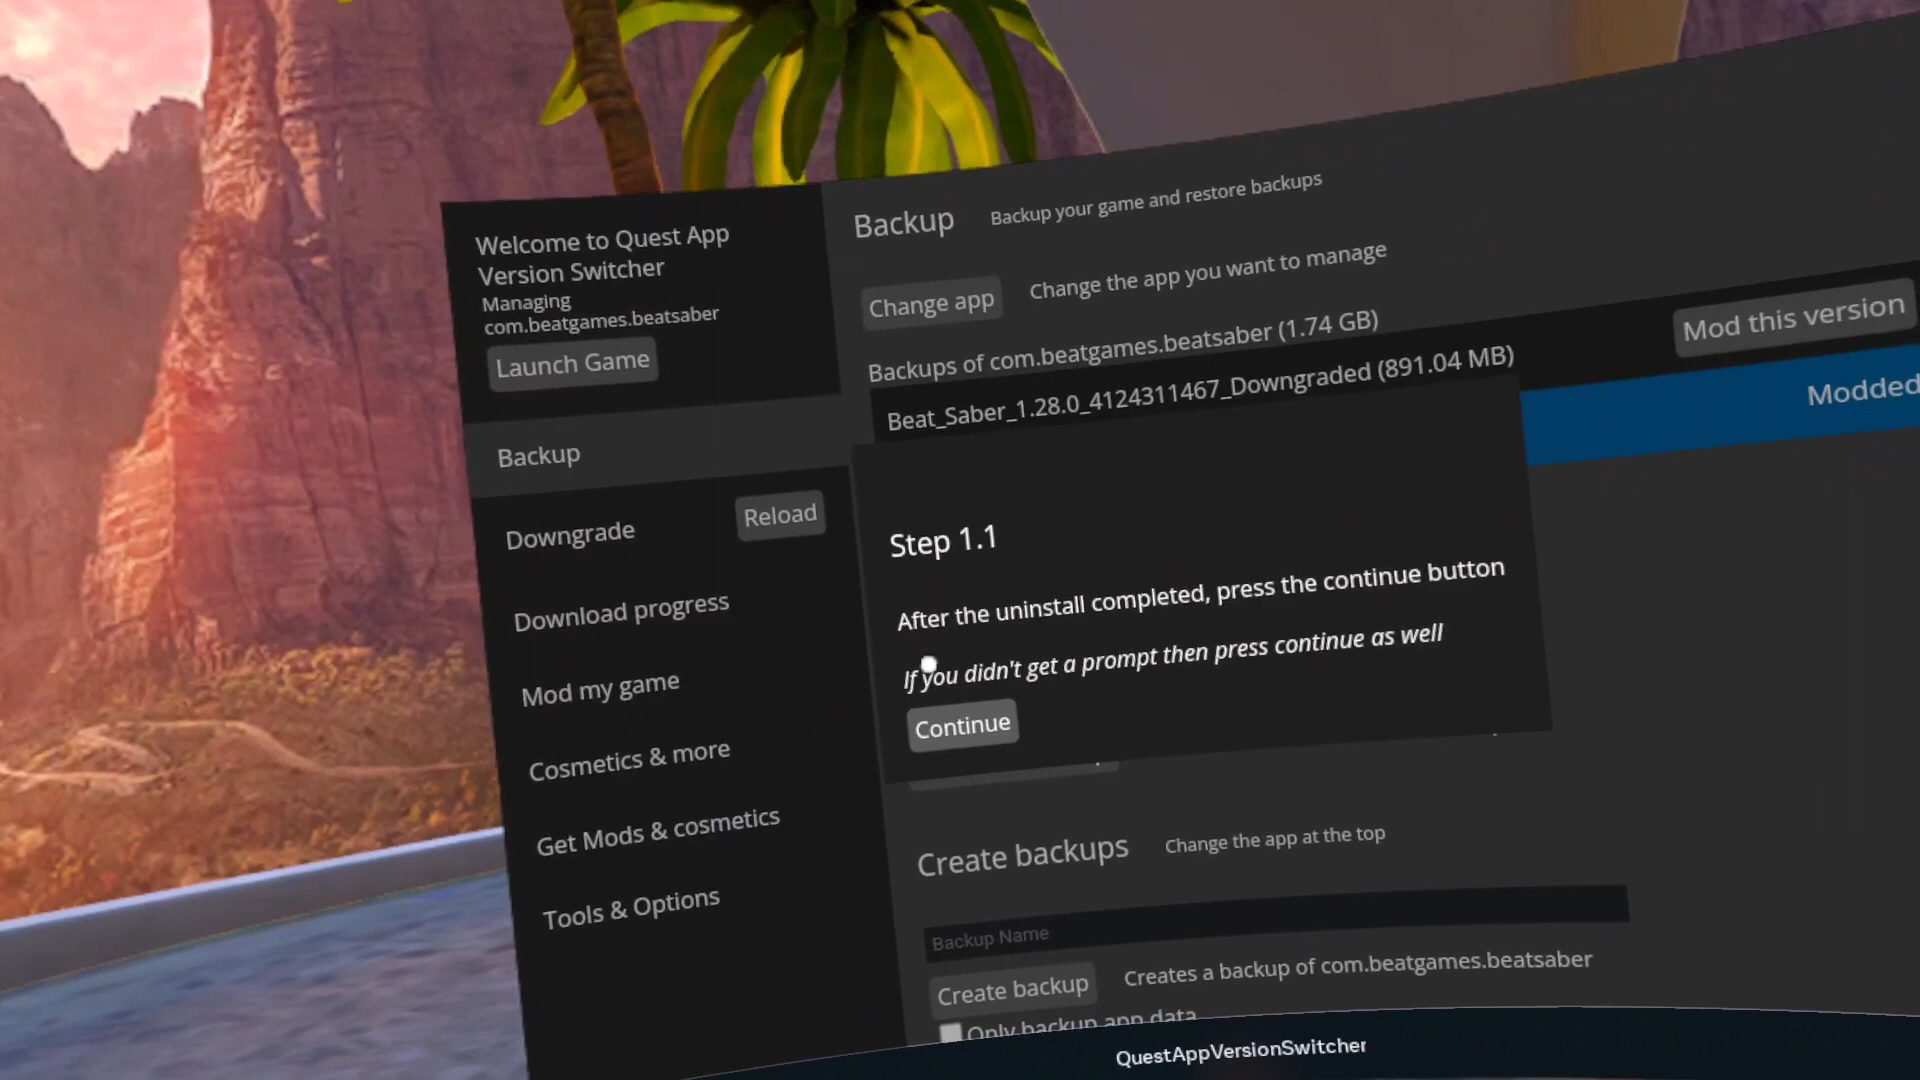 Welcome to Quest App
Version Switcher
Managing
com.beatgames.beatsaber
Launch Game
Backup
Downgrade
Reload
Download progress
Mod my game
Cosmetics & more
Get Mods & cosmetics
Tools & Options
Backup
Backup your game and restore backups
Change app
Change the app you want to manage
Backups of com.beatgames.beatsaber (1.74 GB)
Beat_Saber_1.28.0_4124311467_Downgraded (891.04 MB)
Mod this version
Modded
Step 1.1
After the uninstall completed, press the continue button
If you didn't get a prompt then press continue as well
Continue
Create backups
Change the app at the top
Backup Name
Create backup
Creates a backup of com.beatgames.beatsaber
Only backup app data
QuestAppVersionSwitcher